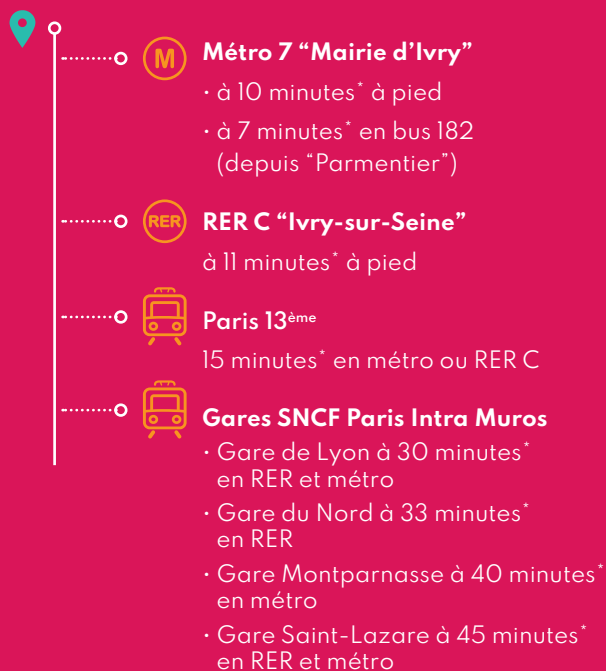 M
Métro 7 “Mairie d’Ivry”
· à 10 minutes* à pied
· à 7 minutes* en bus 182
(depuis “Parmentier”)
RER
RER C “Ivry-sur-Seine”
à 11 minutes* à pied
Paris 13ème
15 minutes* en métro ou RER C
Gares SNCF Paris Intra Muros
· Gare de Lyon à 30 minutes*
en RER et métro
· Gare du Nord à 33 minutes*
en RER
· Gare Montparnasse à 40 minutes*
en métro
· Gare Saint-Lazare à 45 minutes*
en RER et métro